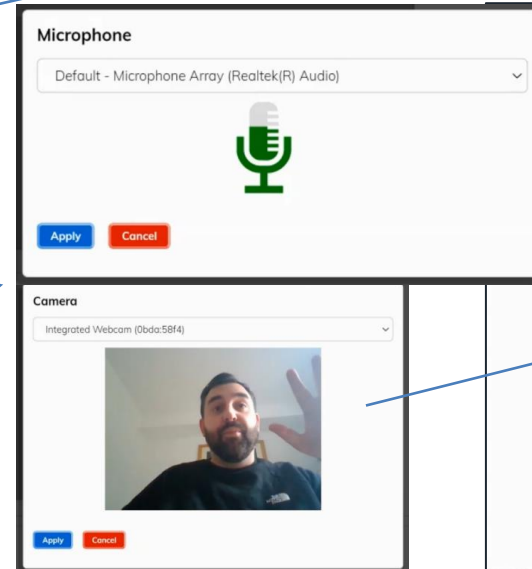 Microphone
Default - Microphone Array (Realtek(R) Audio)
Apply Cancel
Camera
Integrated Webcam (0bda:58f4)
Apply Cancel